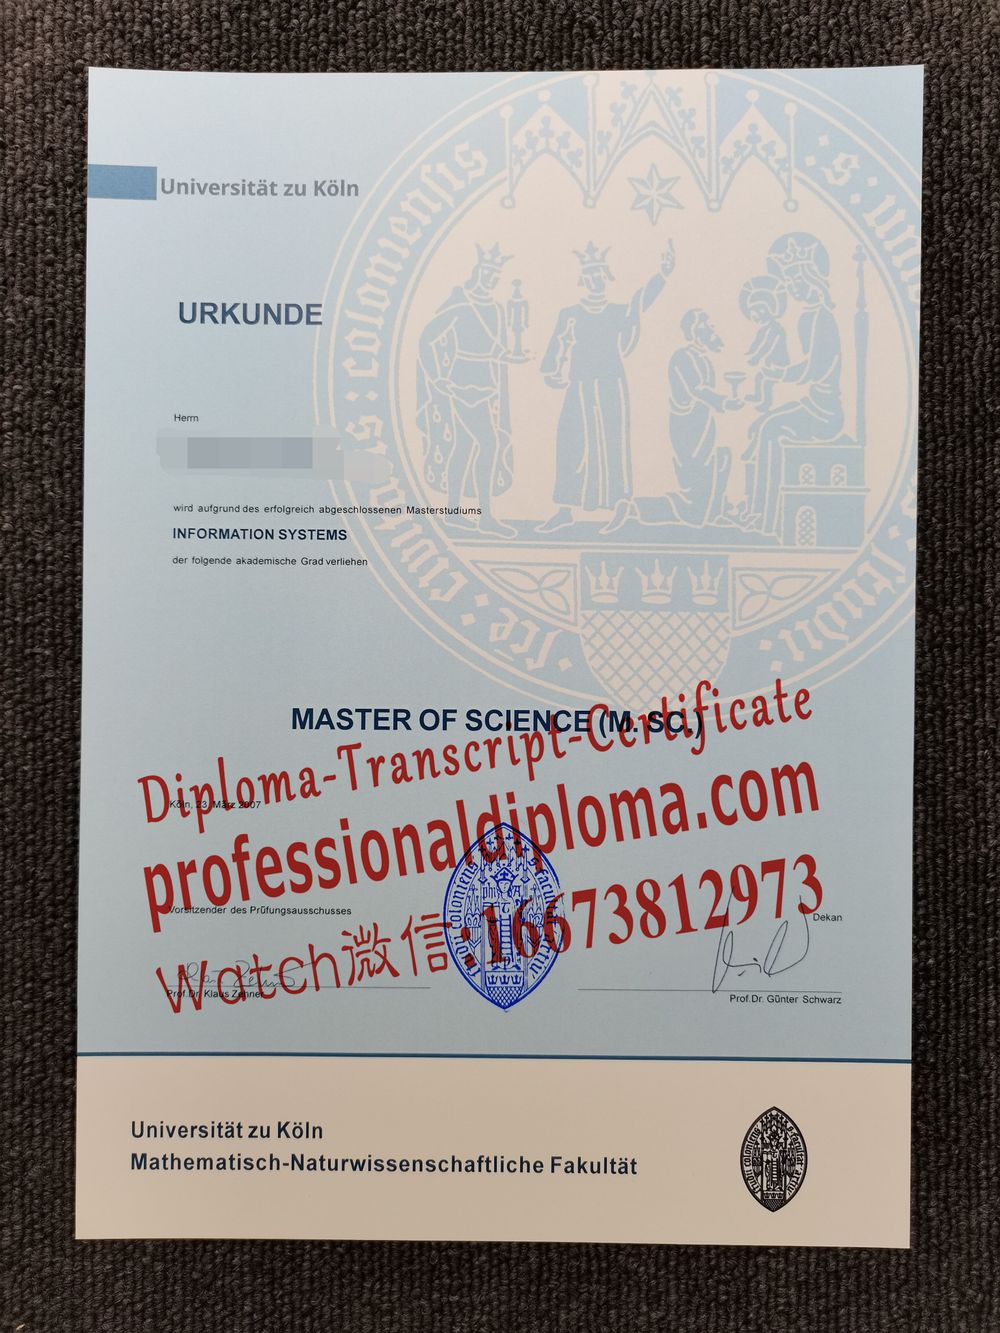 Universität zu Köln
URKUNDE
Herrn
wird aufgrund des erfolgreich abgeschlossenen Masterstudiums
INFORMATION SYSTEMS
der folgende akademische Grad verliehen
MASTER OF SCIENCE (M. SC.)
Diploma-Transcript-Certificate
Köln, 23. März 2007
professionaldiploma.com
Vorsitzender des Prüfungsausschusses
Dekan
Watch微信:16673812973
Prof.Dr. Klaus Zehner
Prof.Dr. Günter Schwarz
Universität zu Köln
Mathematisch-Naturwissenschaftliche Fakultät